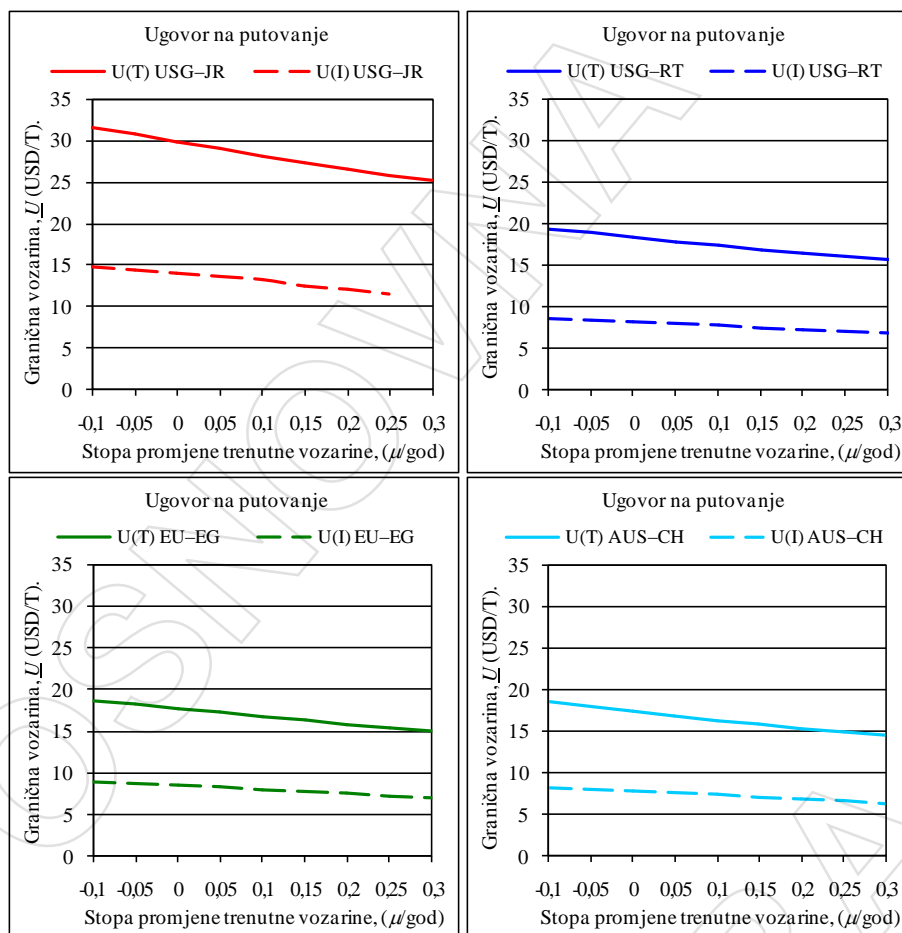 Ugovor na putovanje
U(T) USG–JR U(I) USG–JR
Granična vozarina, U (USD/T).
35
30
25
20
15
10
5
0
-0,1 -0,05 0 0,05 0,1 0,15 0,2 0,25 0,3
Stopa promjene trenutne vozarine, (μ/god)
Ugovor na putovanje
U(T) USG–RT U(I) USG–RT
Granična vozarina, U (USD/T).
35
30
25
20
15
10
5
0
-0,1 -0,05 0 0,05 0,1 0,15 0,2 0,25 0,3
Stopa promjene trenutne vozarine, (μ/god)
Ugovor na putovanje
U(T) EU–EG U(I) EU–EG
Granična vozarina, U (USD/T).
35
30
25
20
15
10
5
0
-0,1 -0,05 0 0,05 0,1 0,15 0,2 0,25 0,3
Stopa promjene trenutne vozarine, (μ/god)
Ugovor na putovanje
U(T) AUS–CH U(I) AUS–CH
Granična vozarina, U (USD/T).
35
30
25
20
15
10
5
0
-0,1 -0,05 0 0,05 0,1 0,15 0,2 0,25 0,3
Stopa promjene trenutne vozarine, (μ/god)
OSNOVNA